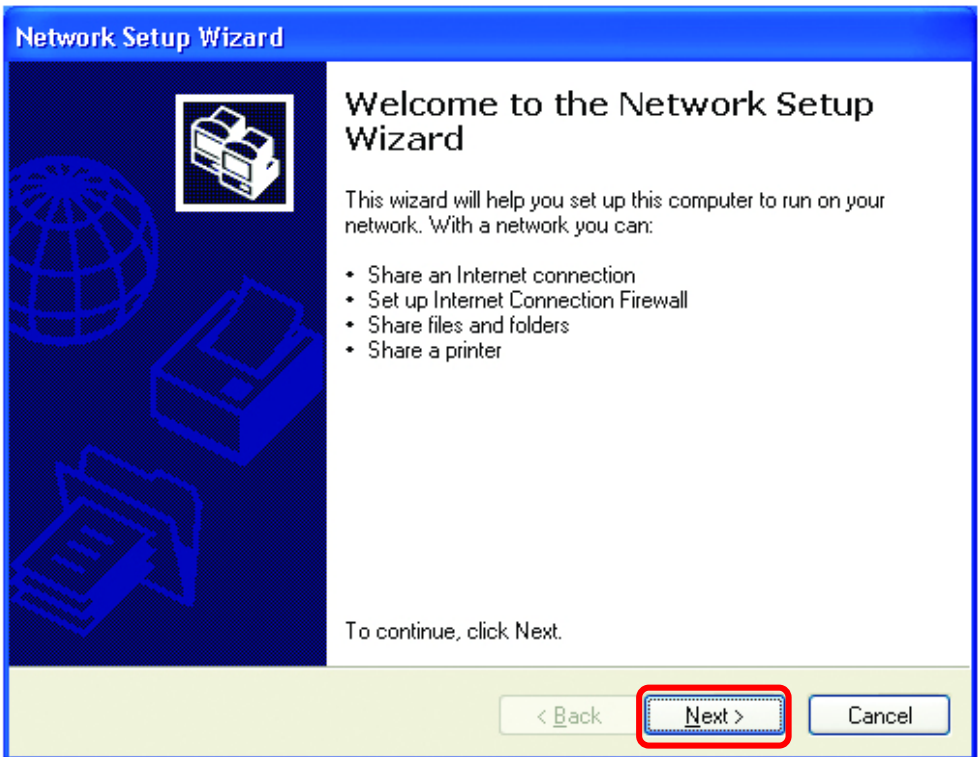 Network Setup Wizard
Welcome to the Network Setup
Wizard
This wizard will help you set up this computer to run on your
network. With a network you can:
• Share an Internet connection
• Set up Internet Connection Firewall
• Share files and folders
• Share a printer
To continue, click Next.
< Back Next > Cancel